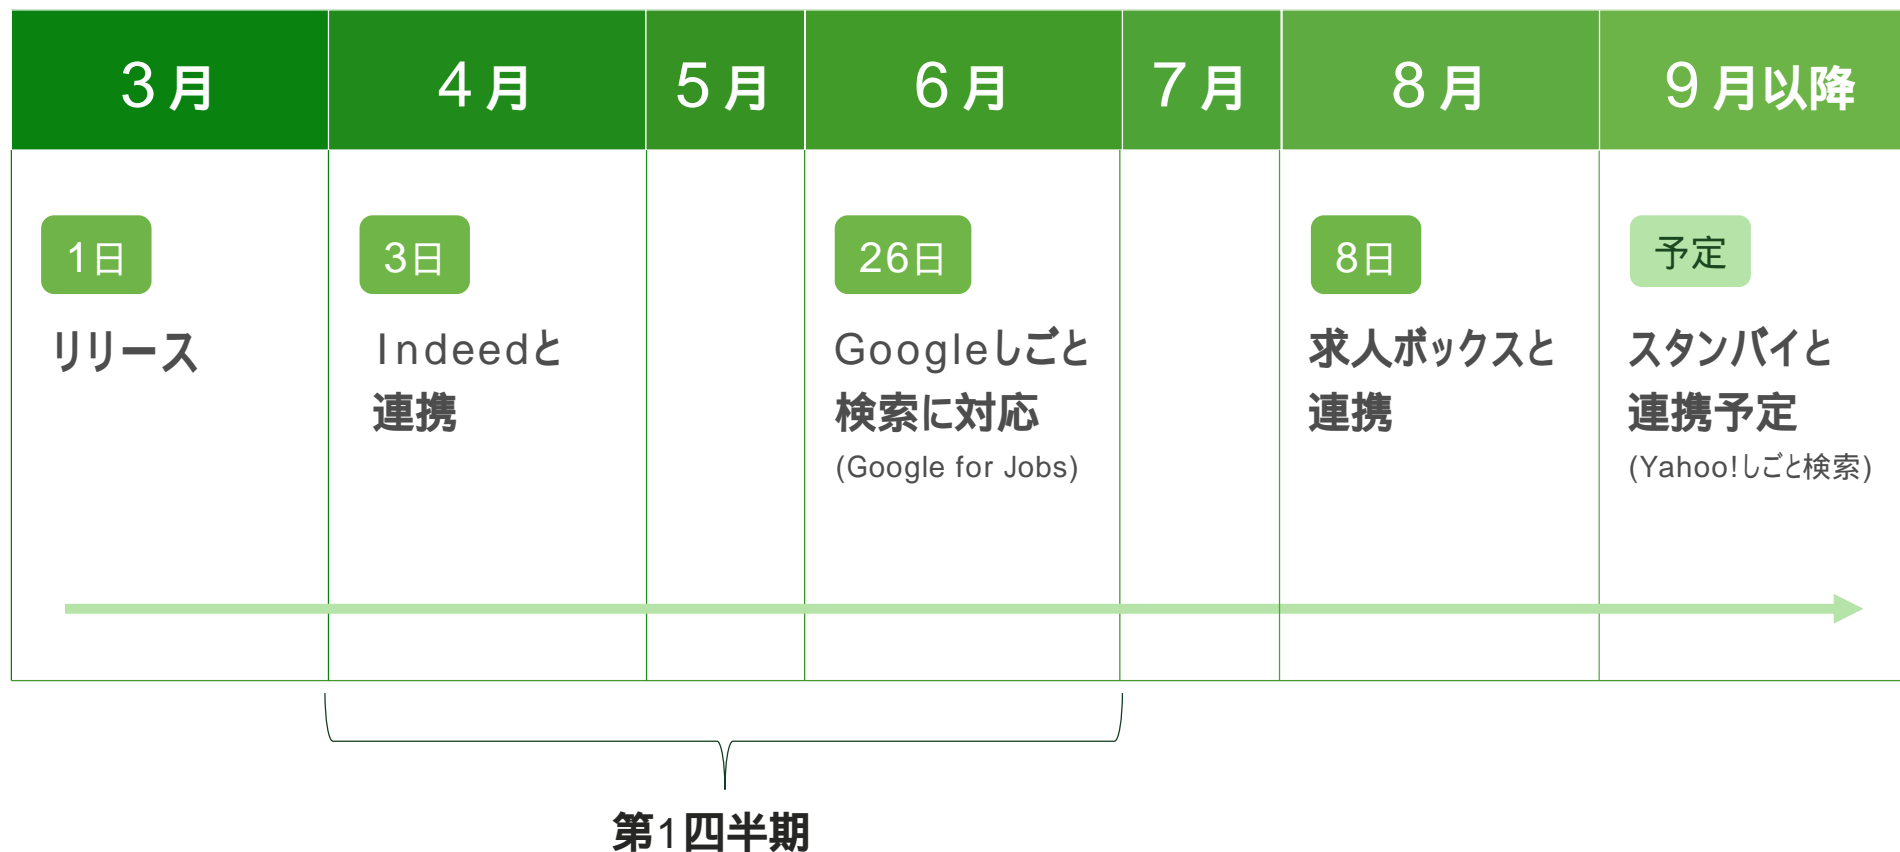 3月
4月
5月
6月
7月
8月
9月以降
1日
リリース
3日
Indeedと
連携
26日
Googleしごと
検索に対応
(Google for Jobs)
8日
求人ボックスと
連携
予定
スタンバイと
連携予定
(Yahoo!しごと検索)
第1四半期